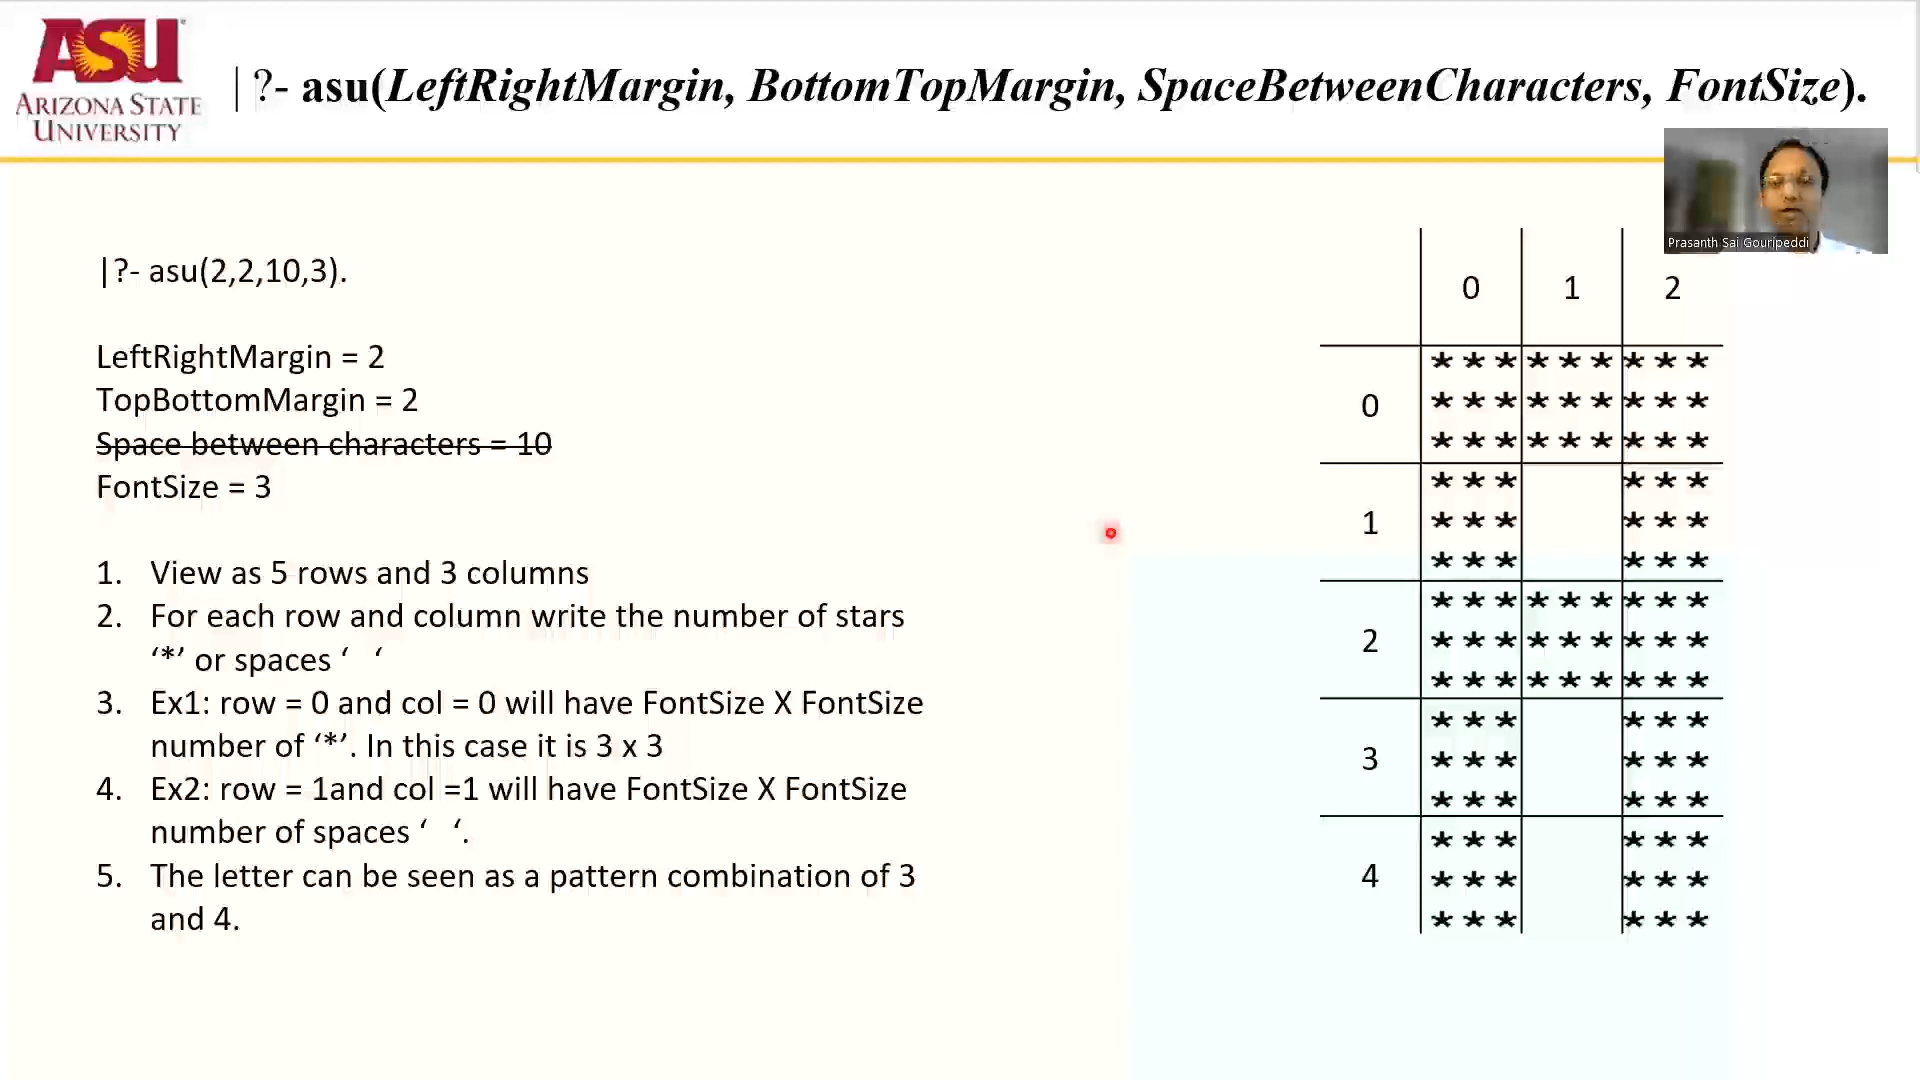 ASU
ARIZONA STATE
UNIVERSITY
| ?- asu(LeftRightMargin, BottomTopMargin, SpaceBetweenCharacters, FontSize).
Prasanth Sai Gouripeddi
|?- asu(2,2,10,3).
LeftRightMargin = 2
TopBottomMargin = 2
Space between characters = 10
FontSize = 3
1. View as 5 rows and 3 columns
2. For each row and column write the number of stars
‘*’ or spaces ‘ ‘
3. Ex1: row = 0 and col = 0 will have FontSize X FontSize
number of ‘*’. In this case it is 3 x 3
4. Ex2: row = 1and col =1 will have FontSize X FontSize
number of spaces ‘ ‘.
5. The letter can be seen as a pattern combination of 3
and 4.
0 1 2
* * * * * * * * *
0 * * * * * * * * *
* * * * * * * * *
* * * * * *
1 * * * * * *
* * * * * *
* * * * * * * * *
2 * * * * * * * * *
* * * * * * * * *
* * * * * *
3 * * * * * *
* * * * * *
* * * * * *
4 * * * * * *
* * * * * *